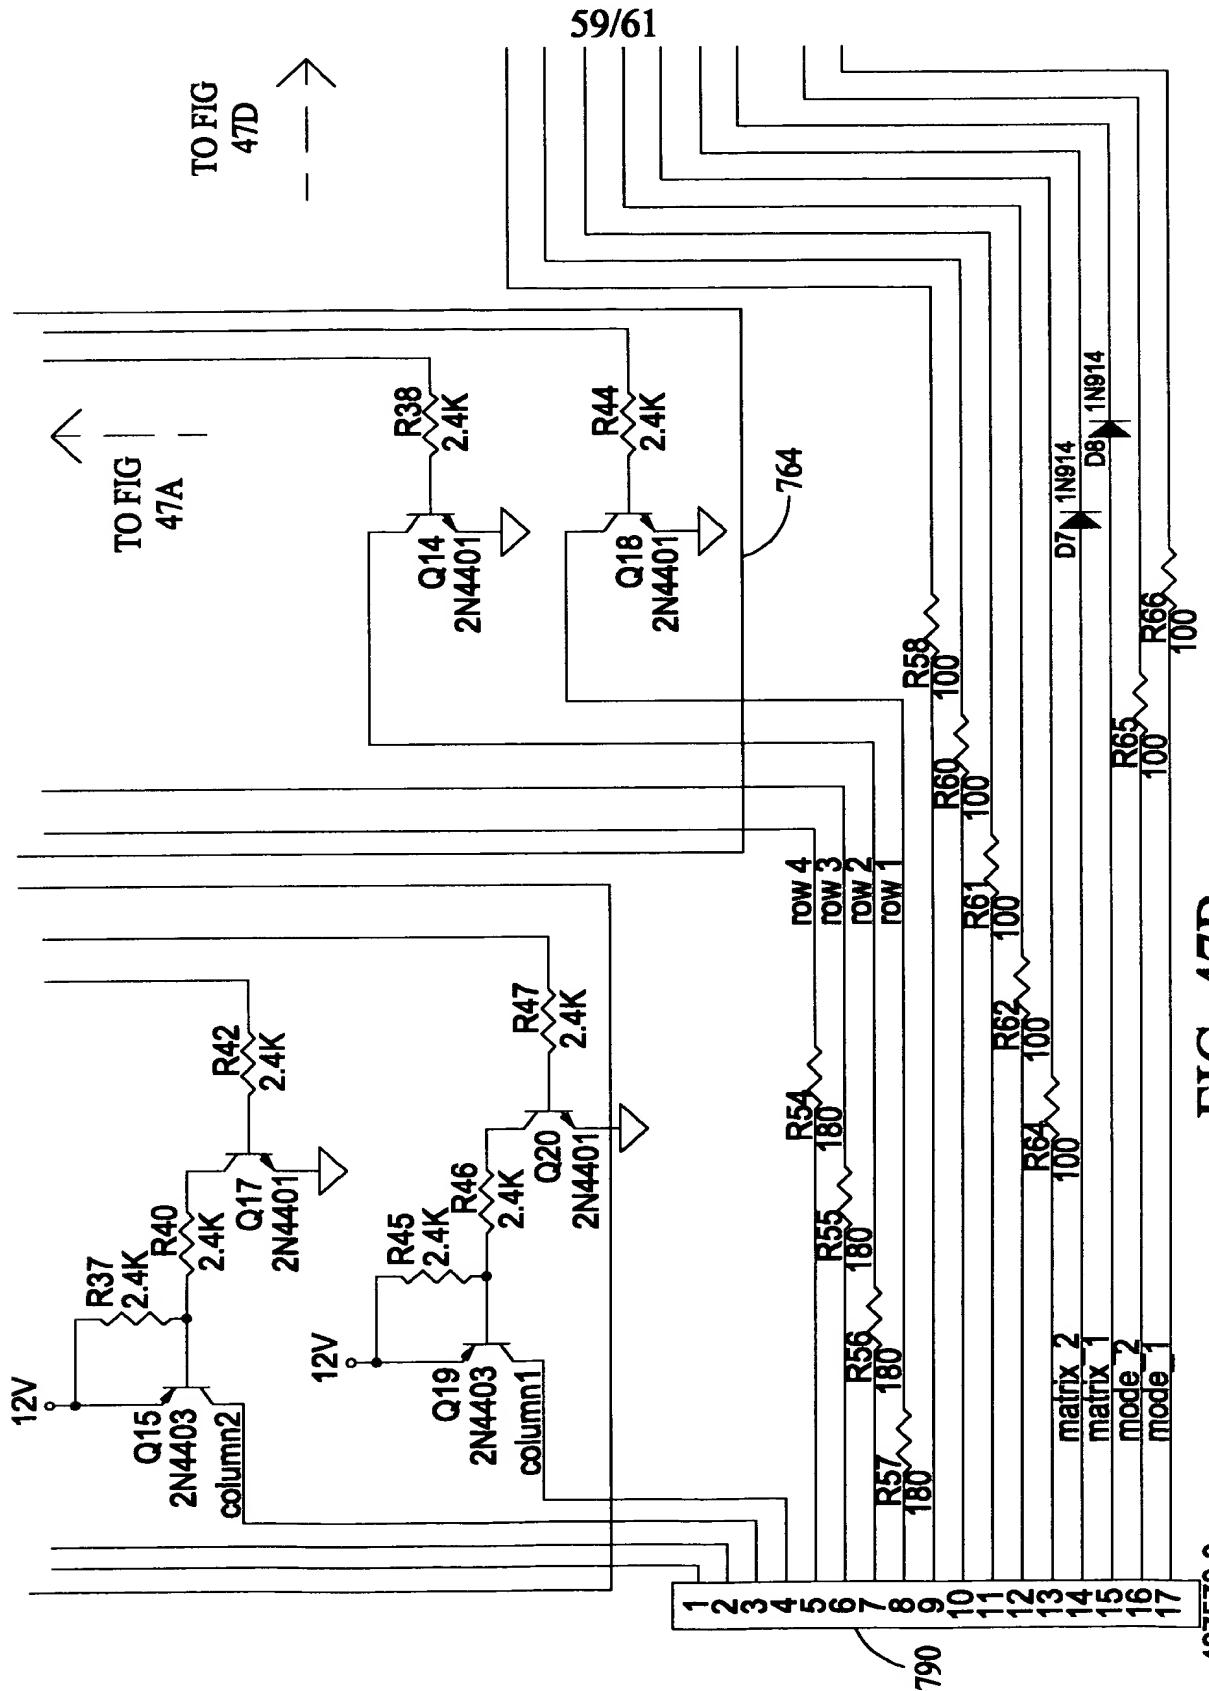 59/61
TO FIG
47D
TO FIG
47A
R38
2.4K
Q14
2N4401
R44
2.4K
Q18
2N4401
764
12V
R37
2.4K
R40
2.4K
R42
2.4K
Q15
2N4403
column2
Q17
2N4401
12V
R45
2.4K
R46
2.4K
R47
2.4K
Q19
2N4403
column1
Q20
2N4401
row 4
row 3
row 2
row 1
R54
180
R55
180
R56
180
R57
180
R58
100
R60
100
R61
100
R62
100
R64
100
D7
1N914
D8
1N914
R65
100
R66
100
matrix_2
matrix_1
mode_2
mode_1
1
2
3
4
5
6
7
8
9
10
11
12
13
14
15
16
17
790
FIG.